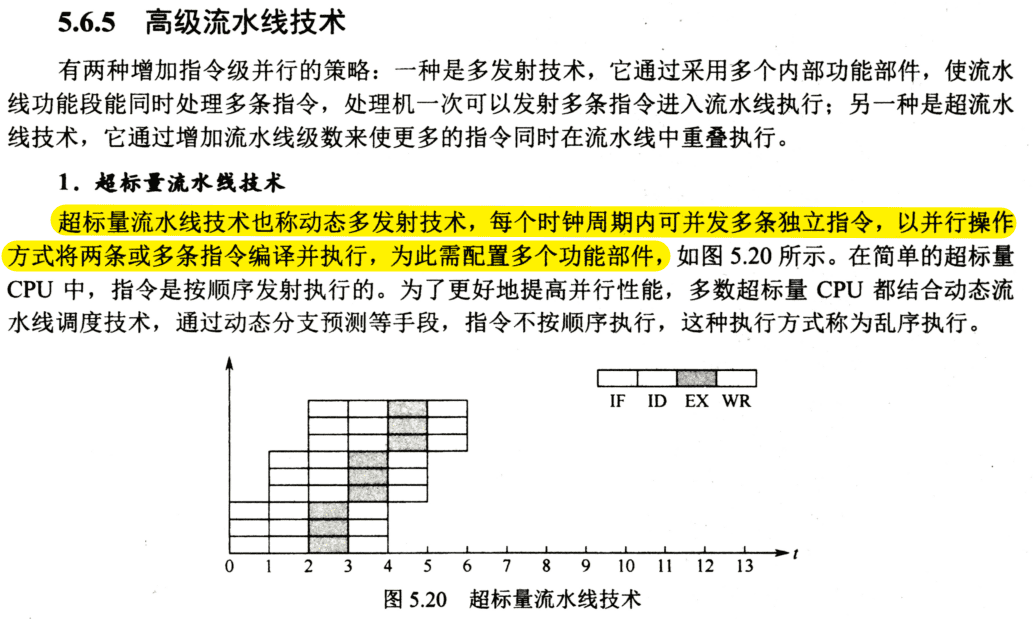 5.6.5 高级流水线技术
有两种增加指令级并行的策略：一种是多发射技术，它通过采用多个内部功能部件，使流水
线功能段能同时处理多条指令，处理机一次可以发射多条指令进入流水线执行；另一种是超流水
线技术，它通过增加流水线级数来使更多的指令同时在流水线中重叠执行。
1．超标量流水线技术
超标量流水线技术也称动态多发射技术，每个时钟周期内可并发多条独立指令，以并行操作
方式将两条或多条指令编译并执行，为此需配置多个功能部件，如图 5.20 所示。在简单的超标量
CPU 中，指令是按顺序发射执行的。为了更好地提高并行性能，多数超标量 CPU 都结合动态流
水线调度技术，通过动态分支预测等手段，指令不按顺序执行，这种执行方式称为乱序执行。
IF ID EX WR
0 1 2 3 4 5 6 7 8 9 10 11 12 13 t
图 5.20 超标量流水线技术